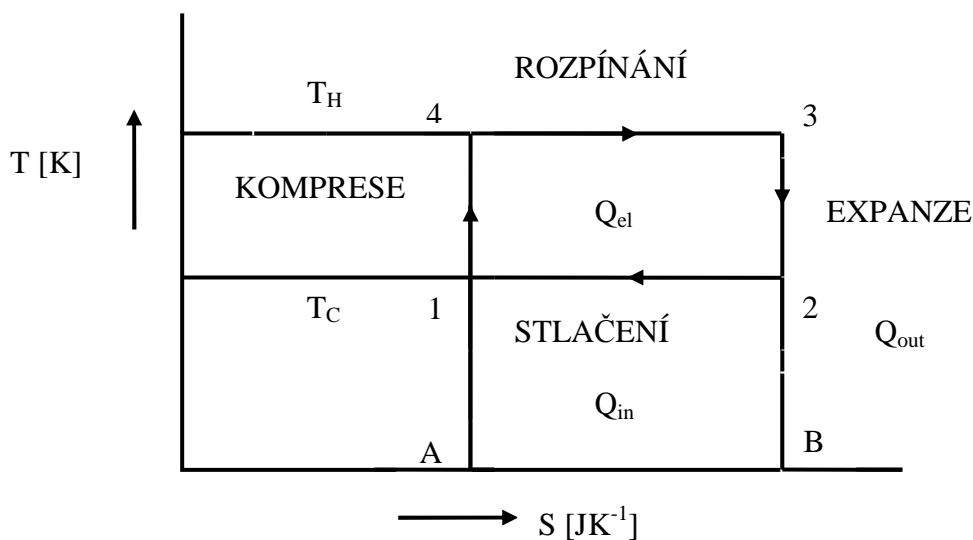 ROZPÍNÁNÍ
T_H
4
3
T [K]
KOMPRESE
Q_el
EXPANZE
T_C
1
2
STLAČENÍ
Q_out
Q_in
A
B
S [JK⁻¹]